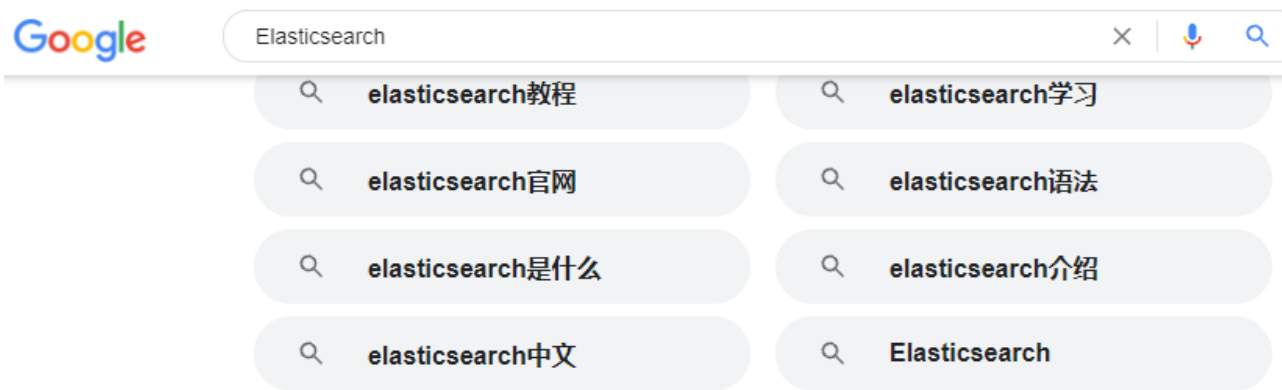 Google Elasticsearch
elasticsearch教程 elasticsearch学习
elasticsearch官网 elasticsearch语法
elasticsearch是什么 elasticsearch介绍
elasticsearch中文 Elasticsearch